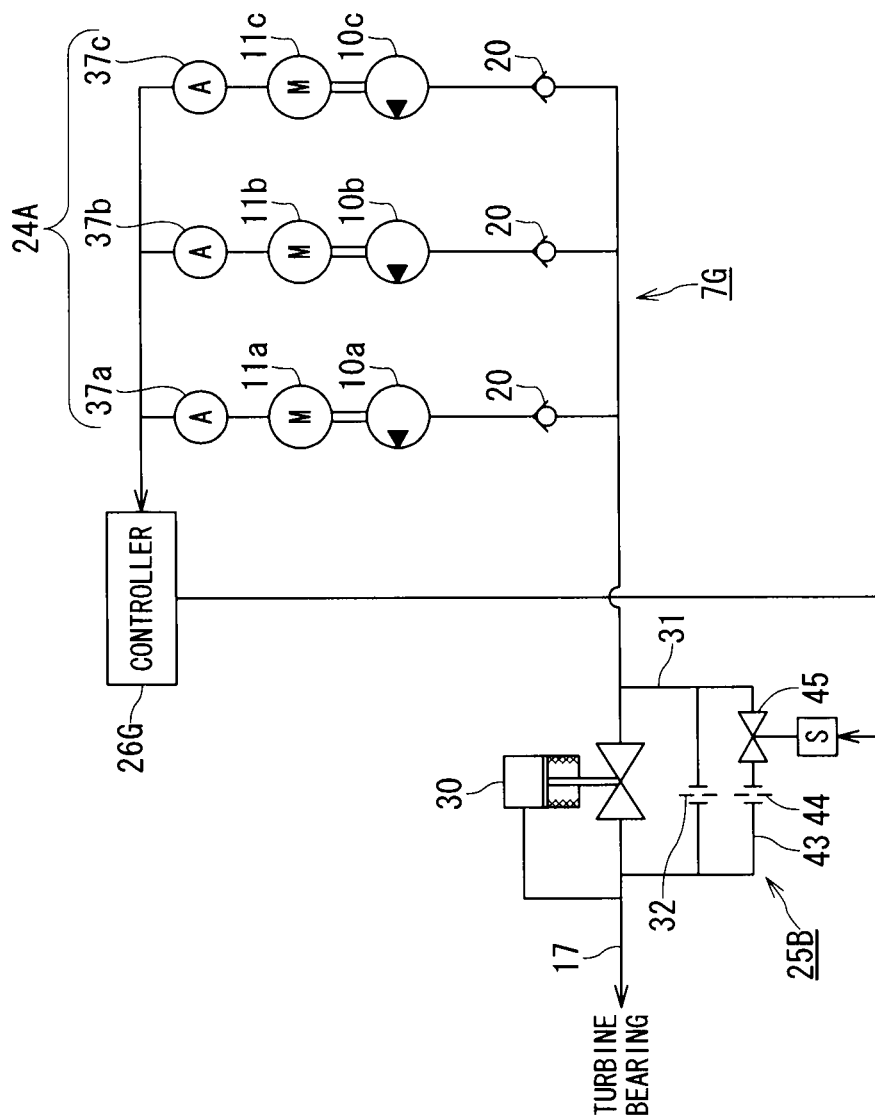 24A
37a
37b
37c
A
A
A
11a
11b
11c
M
M
M
10a
10b
10c
20
20
20
7G
CONTROLLER
26G
30
31
32
45
S
44
43
25B
17
TURBINE
BEARING